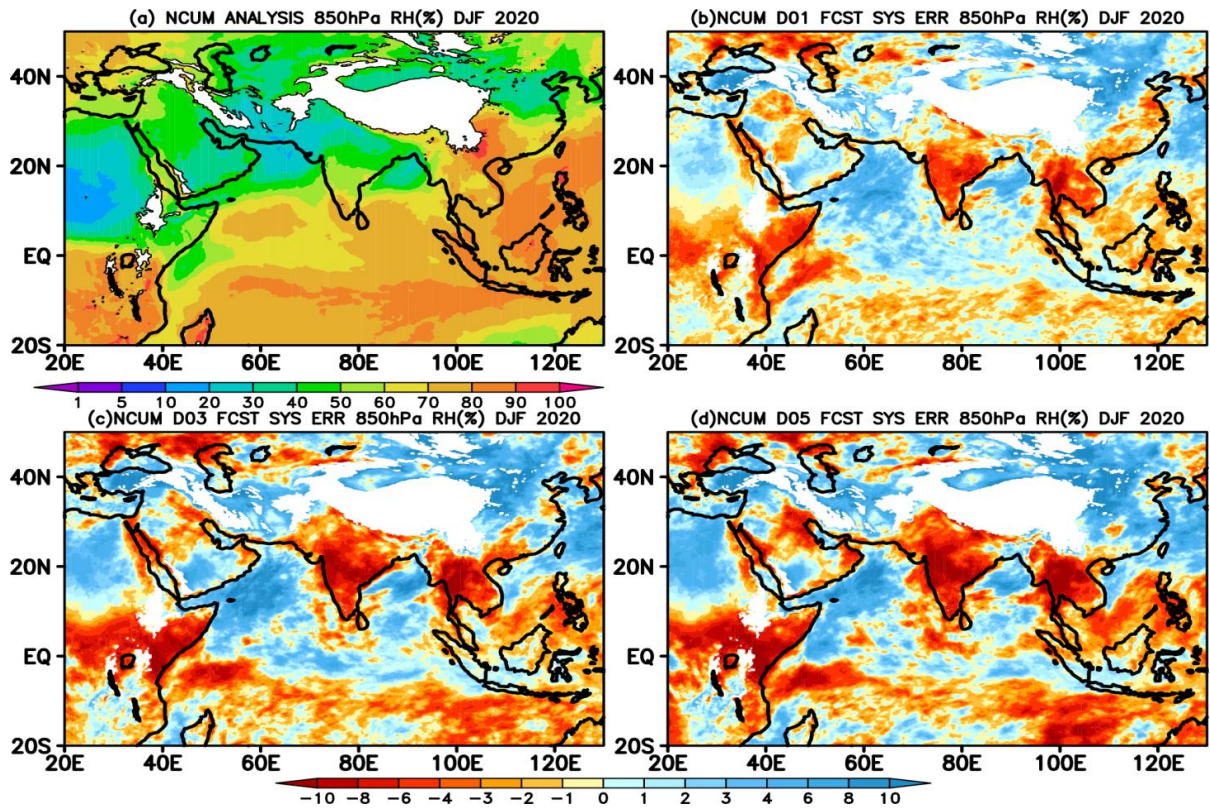 (a) NCUM ANALYSIS 850hPa RH(%) DJF 2020
(b)NCUM D01 FCST SYS ERR 850hPa RH(%) DJF 2020
40N
20N
EQ
20S
20E 40E 60E 80E 100E 120E
40N
20N
EQ
20S
20E 40E 60E 80E 100E 120E
1 5 10 20 30 40 50 60 70 80 90 100
(c)NCUM D03 FCST SYS ERR 850hPa RH(%) DJF 2020
(d)NCUM D05 FCST SYS ERR 850hPa RH(%) DJF 2020
40N
20N
EQ
20S
20E 40E 60E 80E 100E 120E
40N
20N
EQ
20S
20E 40E 60E 80E 100E 120E
-10 -8 -6 -4 -3 -2 -1 0 1 2 3 4 6 8 10